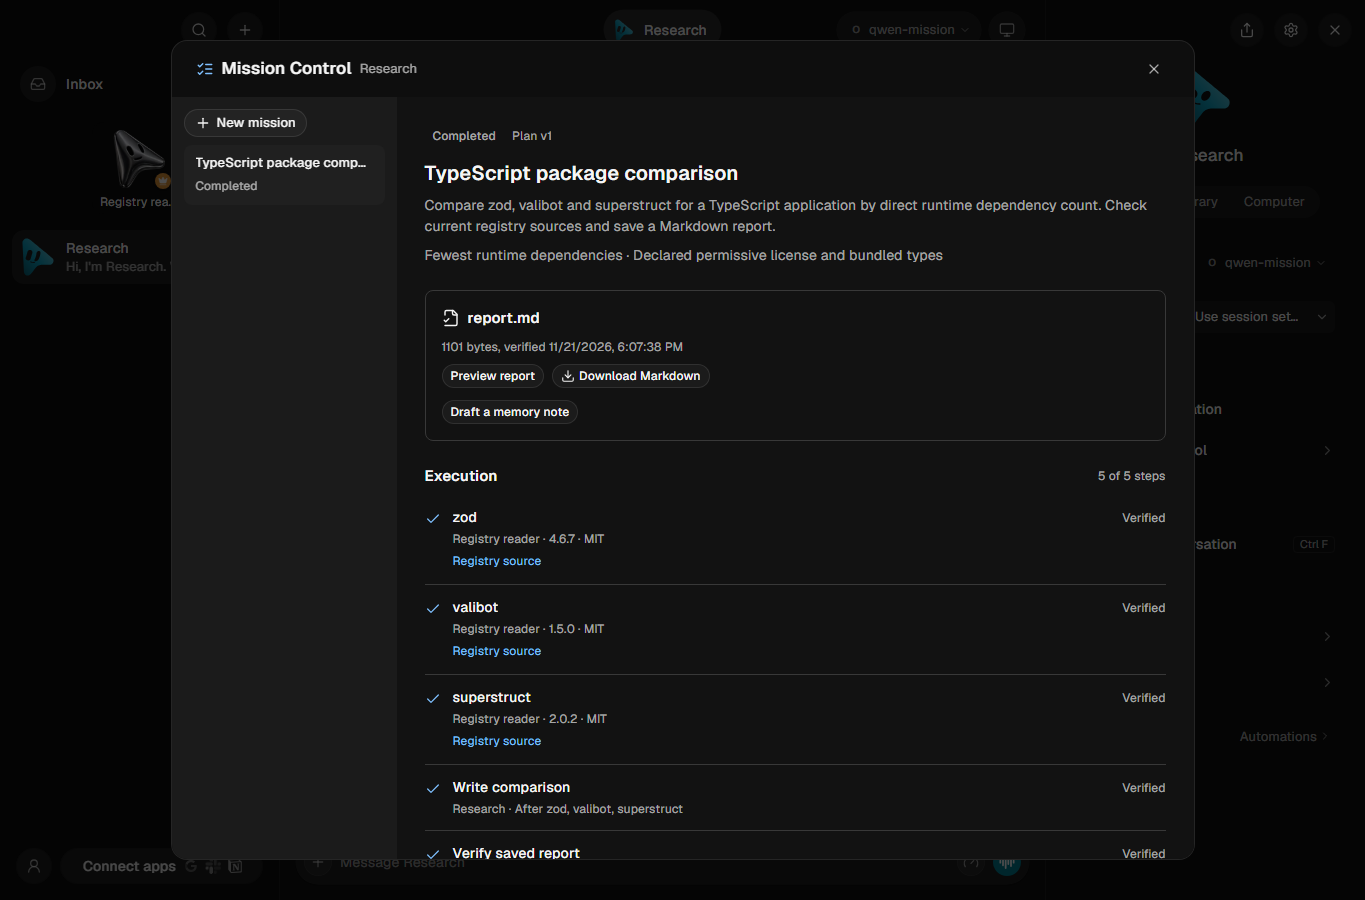 Research
qwen-mission
Mission Control Research
Inbox
New mission
TypeScript package comp...
Completed
Registry rea.
Research
Hi, I'm Research.
Completed Plan v1
TypeScript package comparison
Compare zod, valibot and superstruct for a TypeScript application by direct runtime dependency count. Check
current registry sources and save a Markdown report.
Fewest runtime dependencies · Declared permissive license and bundled types
report.md
1101 bytes, verified 11/21/2026, 6:07:38 PM
Preview report
Download Markdown
Draft a memory note
Execution
5 of 5 steps
zod
Verified
Registry reader · 4.6.7 · MIT
Registry source
valibot
Verified
Registry reader · 1.5.0 · MIT
Registry source
superstruct
Verified
Registry reader · 2.0.2 · MIT
Registry source
Write comparison
Verified
Research · After zod, valibot, superstruct
Verify saved report
Verified
search
rary
Computer
qwen-mission
Use session set...
ation
ol
rsation
Ctrl F
Automations
Connect apps
Message Research